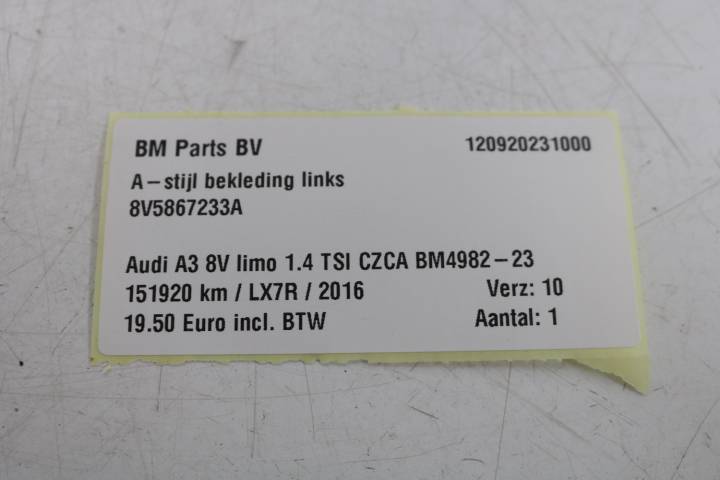 BM Parts BV 120920231000
A-stijl bekleding links
8V5867233A
Audi A3 8V limo 1.4 TSI CZCA BM4982-23
151920 km / LX7R / 2016 Verz: 10
19.50 Euro incl. BTW Aantal: 1